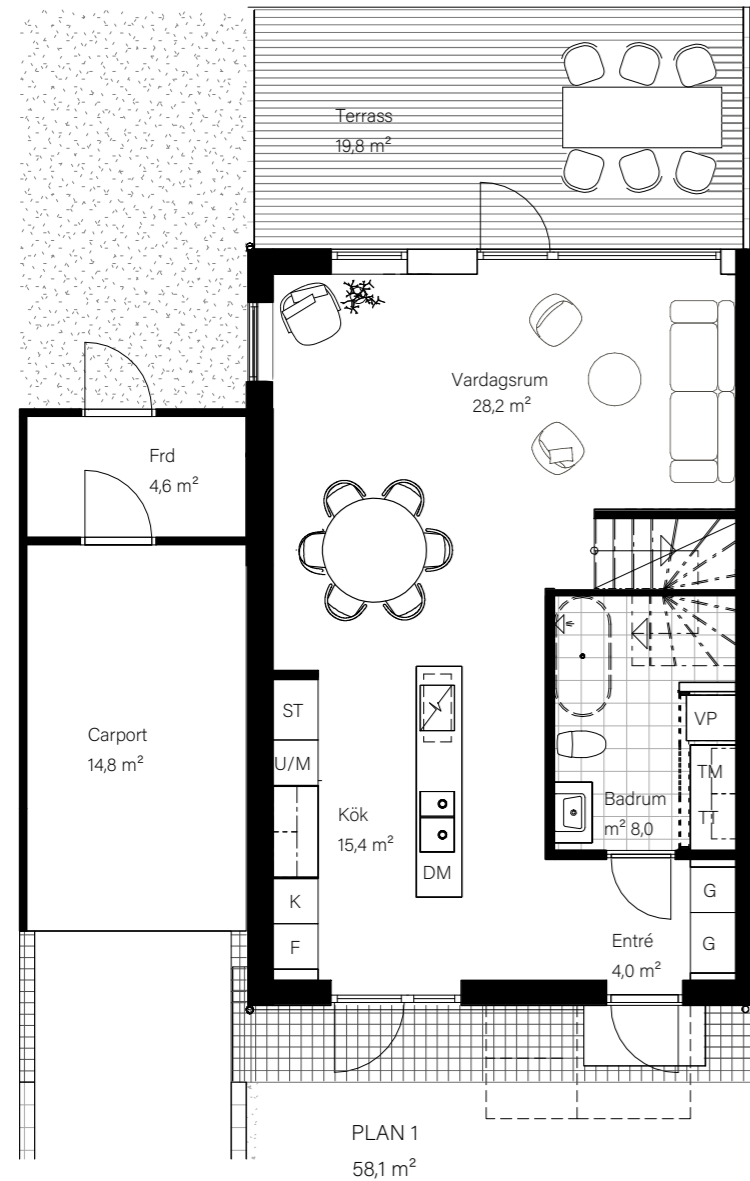 Terrass
19,8 m²
Vardagsrum
28,2 m²
Frd
4,6 m²
Carport
14,8 m²
ST
U/M
K
F
Kök
15,4 m²
DM
VP
TM
TT
Badrum
m² 8,0
G
G
Entré
4,0 m²
PLAN 1
58,1 m²